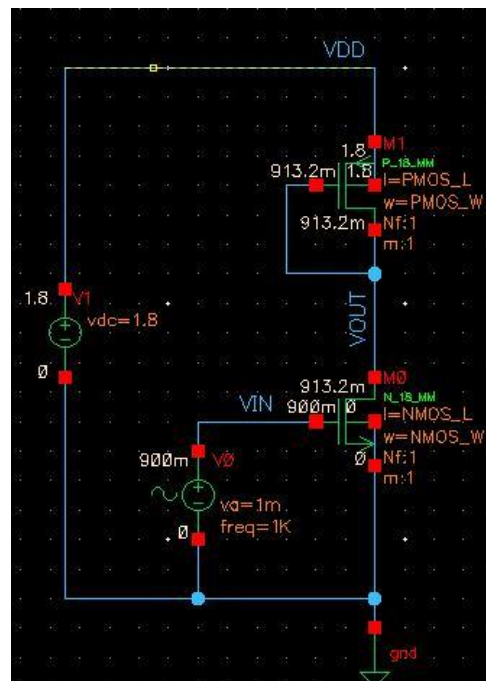 VDD
1.8
M1
P_18_MM
913.2m
1.8
l=PMOS_L
w=PMOS_W
913.2m
Nf:1
m:1
1.8
V1
vdc=1.8
0
VOUT
913.2m
M0
N_18_MM
VIN
900m
0
l=NMOS_L
w=NMOS_W
0
Nf:1
m:1
900m
V0
va=1m
freq=1K
0
gnd